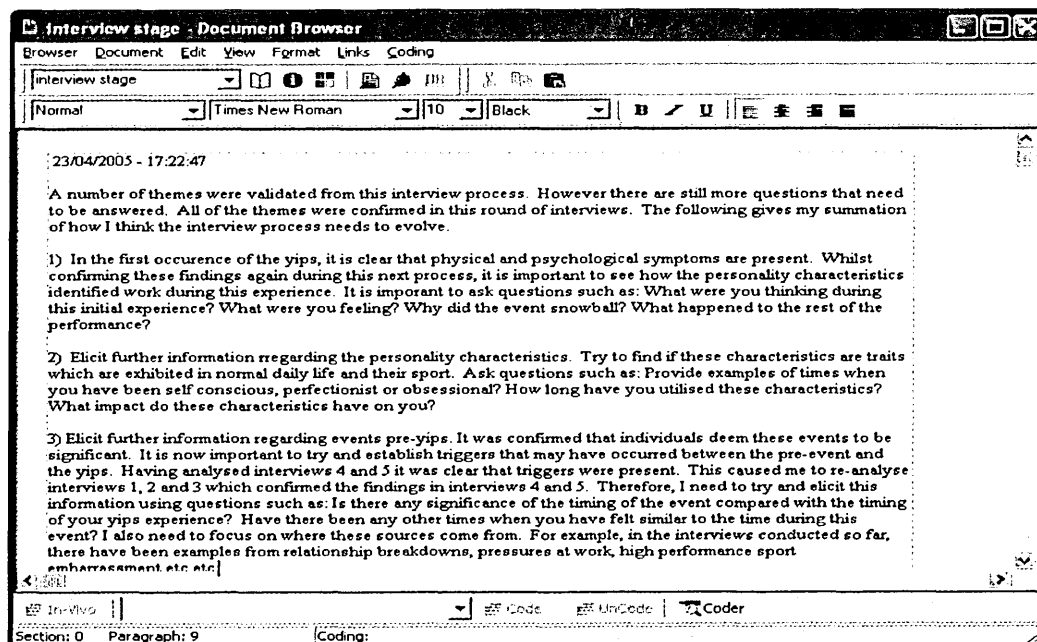 Interview stage - Document Browser
Browser Document Edit View Format Links Coding
interview stage
Normal Times New Roman 10 Black B I U
23/04/2005 - 17:22:47
A number of themes were validated from this interview process. However there are still more questions that need
to be answered. All of the themes were confirmed in this round of interviews. The following gives my summation
of how I think the interview process needs to evolve.
1) In the first occurence of the yips, it is clear that physical and psychological symptoms are present. Whilst
confirming these findings again during this next process, it is important to see how the personality characteristics
identified work during this experience. It is imporant to ask questions such as: What were you thinking during
this initial experience? What were you feeling? Why did the event snowball? What happened to the rest of the
performance?
2) Elicit further information rregarding the personality characteristics. Try to find if these characteristics are traits
which are exhibited in normal daily life and their sport. Ask questions such as: Provide examples of times when
you have been self conscious, perfectionist or obsessional? How long have you utilised these characteristics?
What impact do these characteristics have on you?
3) Elicit further information regarding events pre-yips. It was confirmed that individuals deem these events to be
significant. It is now important to try and establish triggers that may have occurred between the pre-event and
the yips. Having analysed interviews 4 and 5 it was clear that triggers were present. This caused me to re-analyse
interviews 1, 2 and 3 which confirmed the findings in interviews 4 and 5. Therefore, I need to try and elicit this
information using questions such as: Is there any significance of the timing of the event compared with the timing
of your yips experience? Have there been any other times when you have felt similar to the time during this
event? I also need to focus on where these sources come from. For example, in the interviews conducted so far,
there have been examples from relationship breakdowns, pressures at work, high performance sport
embarrassment etc etc
In-Vivo Code UnCode Coder
Section: 0 Paragraph: 9 Coding: